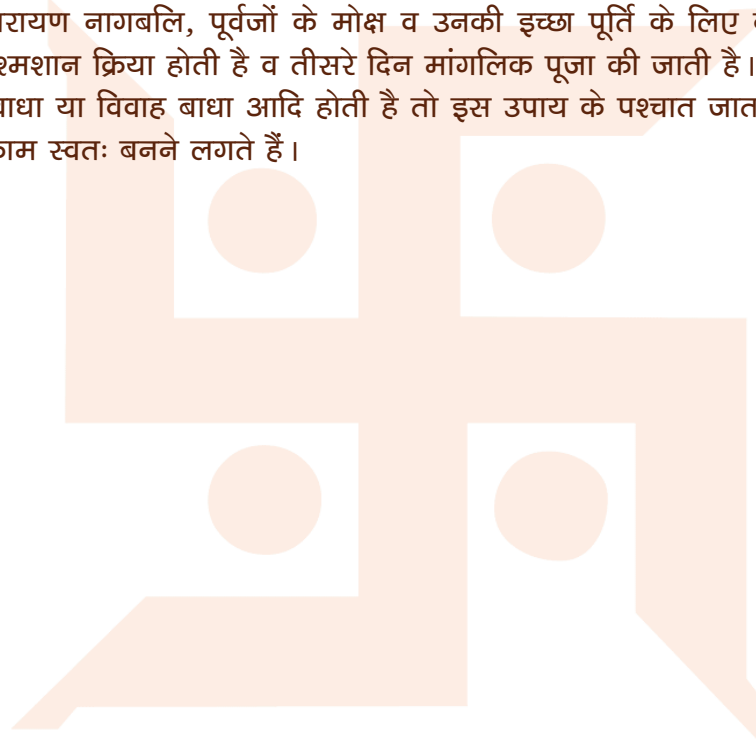 रायण नागबलि, पूर्वजों के मोक्ष व उनकी इच्छा पूर्ति के लिए
श्मशान क्रिया होती है व तीसरे दिन मांगलिक पूजा की जाती है।
बाधा या विवाह बाधा आदि होती है तो इस उपाय के पश्चात जात
काम स्वतः बनने लगते हैं।